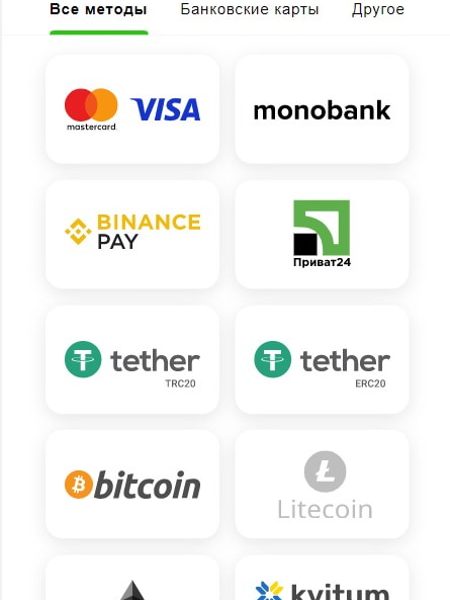 Все методы Банковские карты Другое
mastercard VISA
monobank
BINANCE
PAY
Приват24
tether
TRC20
tether
ERC20
bitcoin
Litecoin
kvitum